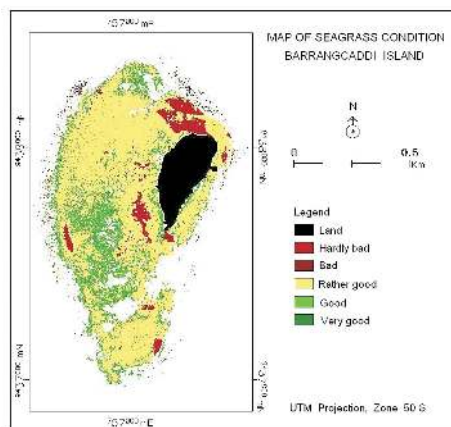 MAP OF SEAGRASS CONDITION
BARRANGCADDI ISLAND
N
0 0.5
Km
Legend
Land
Hardly bad
Bad
Rather good
Good
Very good
UTM Projection, Zone 50 S